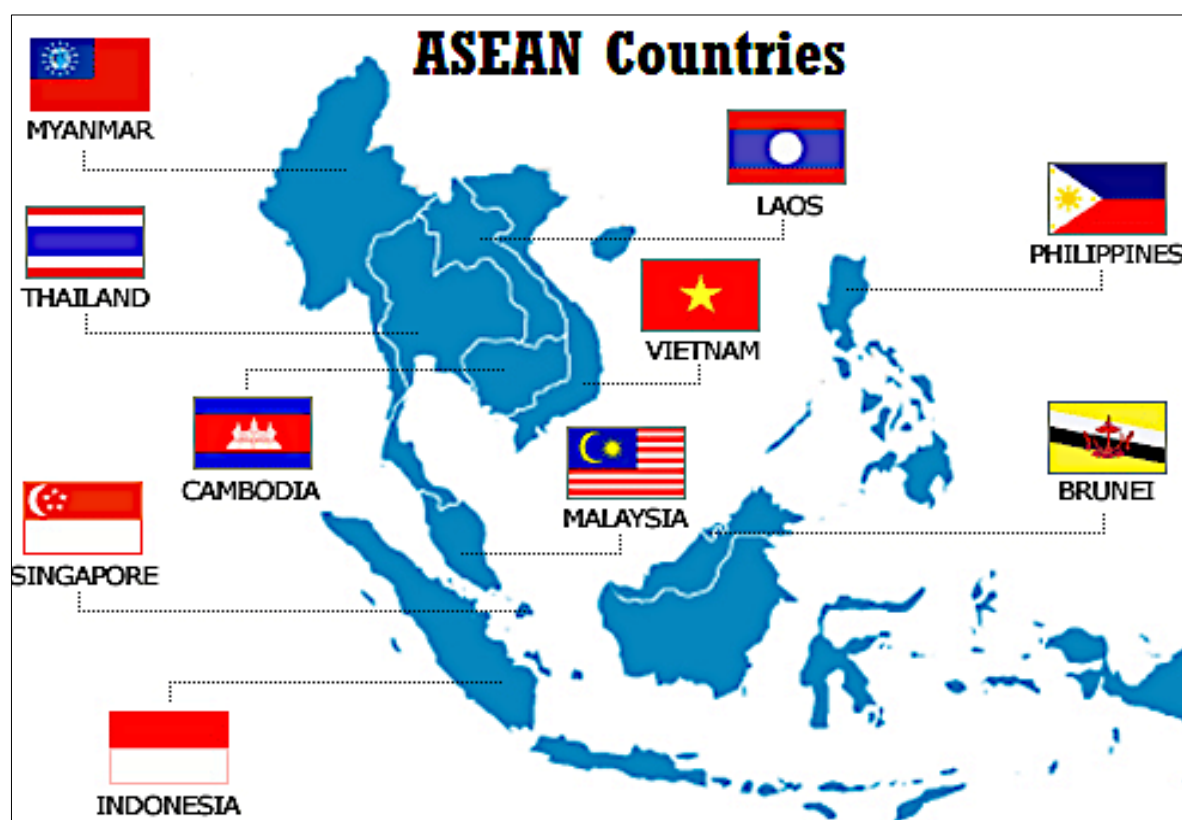 ASEAN Countries
MYANMAR
LAOS
THAILAND
PHILIPPINES
VIETNAM
CAMBODIA
MALAYSIA
BRUNEI
SINGAPORE
INDONESIA